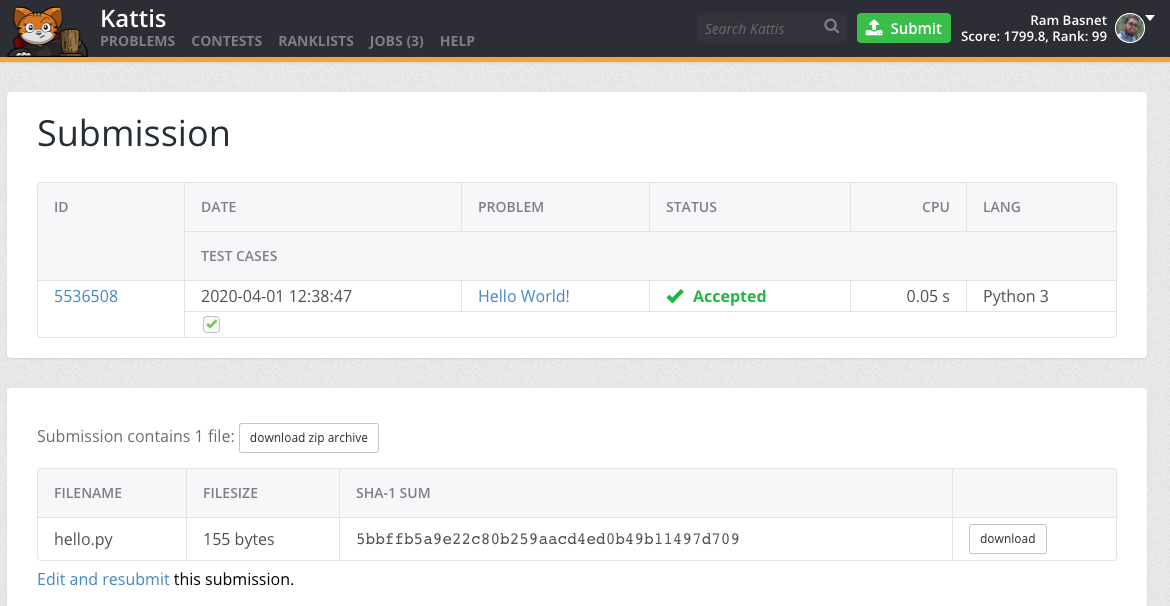 Kattis
PROBLEMS CONTESTS RANKLISTS JOBS (3) HELP
Search Kattis
Submit
Ram Basnet
Score: 1799.8, Rank: 99
Submission
ID DATE PROBLEM STATUS CPU LANG
TEST CASES
5536508 2020-04-01 12:38:47 Hello World! Accepted 0.05 s Python 3
Submission contains 1 file: download zip archive
FILENAME FILESIZE SHA-1 SUM
hello.py 155 bytes 5bbffb5a9e22c80b259aacd4ed0b49b11497d709 download
Edit and resubmit this submission.